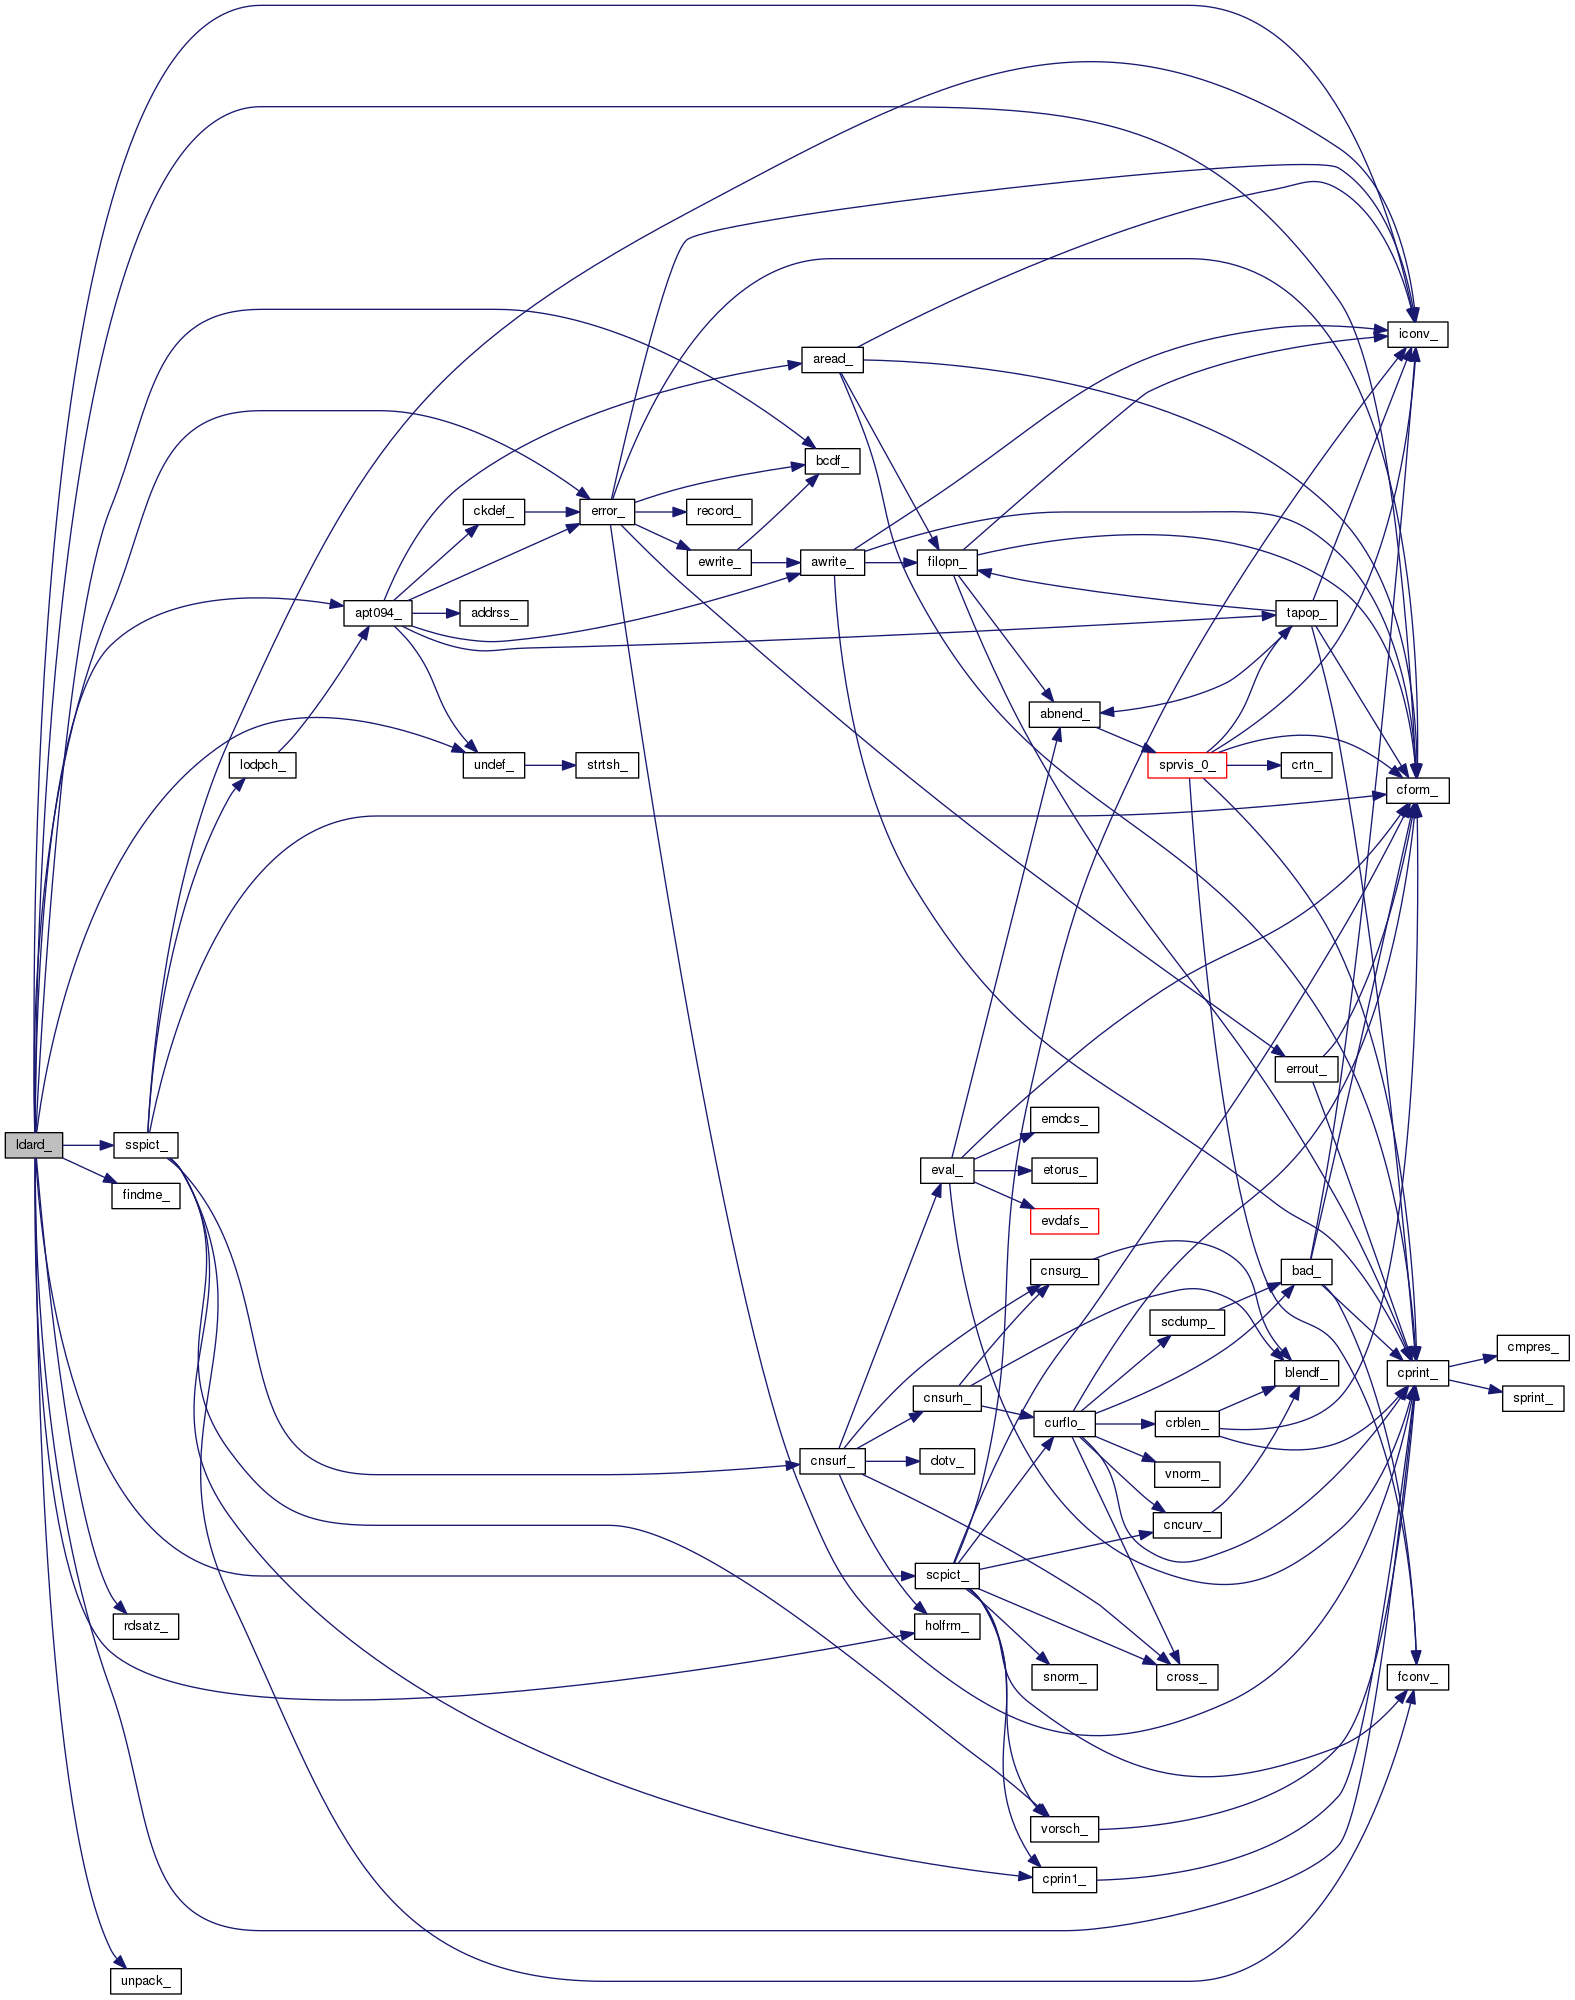 iconv_
aread_
bcdf_
ckdef_
error_
record_
ewrite_
awrite_
filopn_
apt094_
addrss_
tapop_
abnend_
lodpch_
undef_
strtsh_
sprvis_0_
crtn_
cform_
errout_
emdcs_
ldard_
sspict_
eval_
etorus_
findme_
evdafs_
cnsurg_
bad_
scdump_
cmpres_
blendf_
cprint_
cnsurh_
sprint_
curflo_
crblen_
cnsurf_
dotv_
vnorm_
cncurv_
scpict_
rdsatz_
holfrm_
snorm_
cross_
fconv_
vorsch_
cprin1_
unpack_